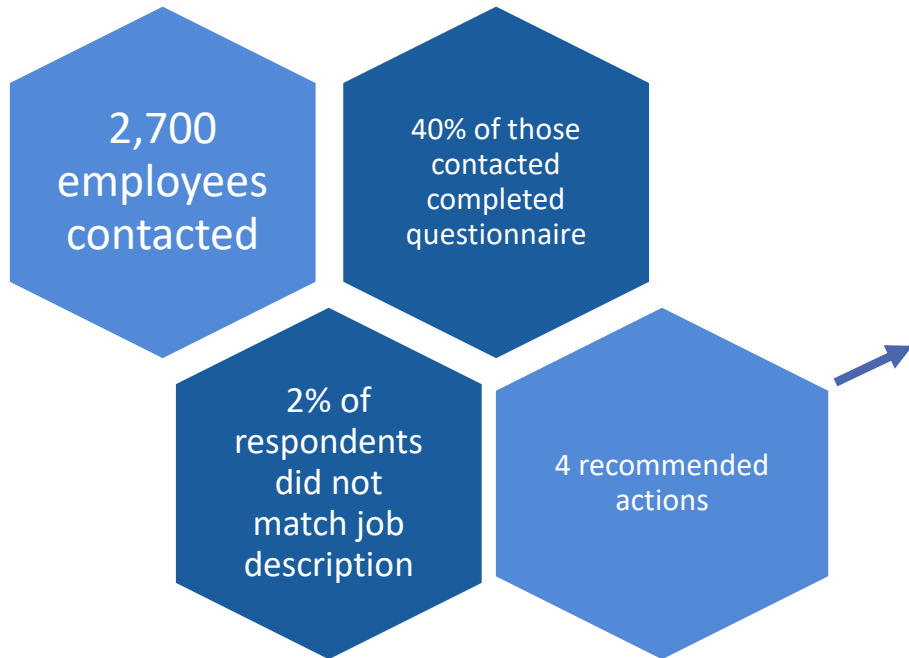 2,700
employees
contacted
40% of those
contacted
completed
questionnaire
2% of
respondents
did not
match job
description
4 recommended
actions